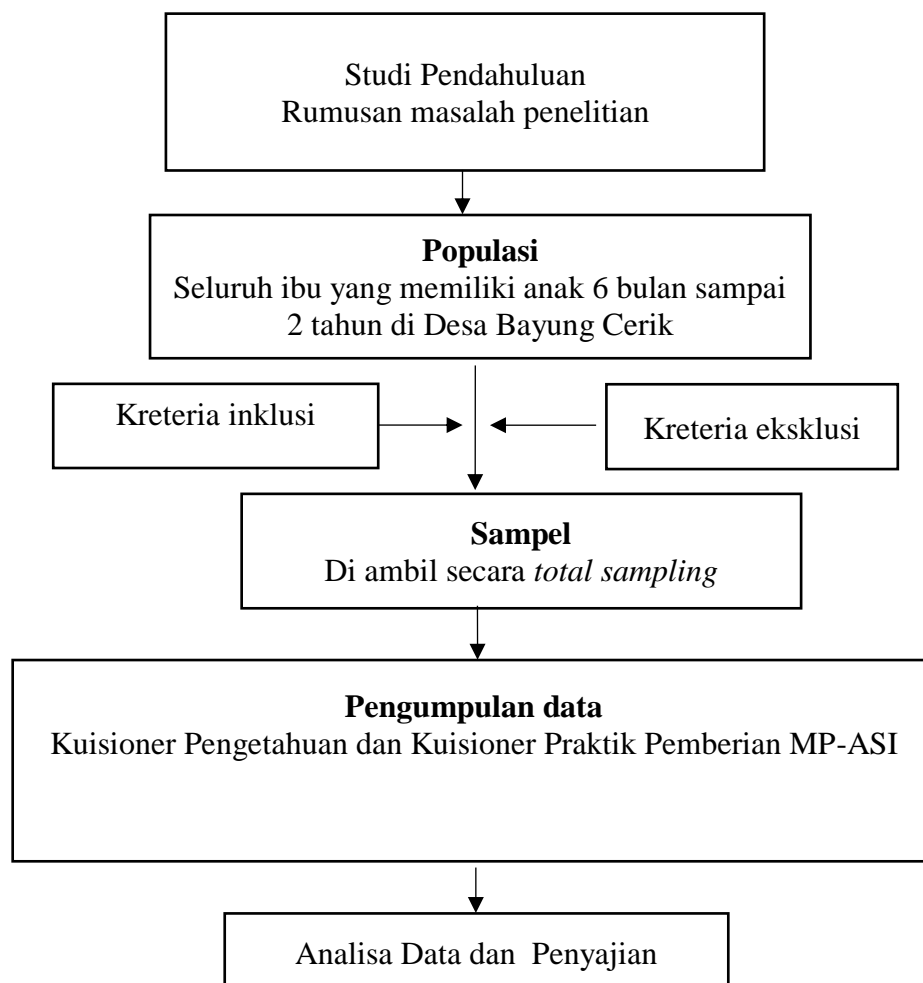 Studi Pendahuluan
Rumusan masalah penelitian
Populasi
Seluruh ibu yang memiliki anak 6 bulan sampai
2 tahun di Desa Bayung Cerik
Kreteria inklusi
Kreteria eksklusi
Sampel
Di ambil secara total sampling
Pengumpulan data
Kuisioner Pengetahuan dan Kuisioner Praktik Pemberian MP-ASI
Analisa Data dan Penyajian